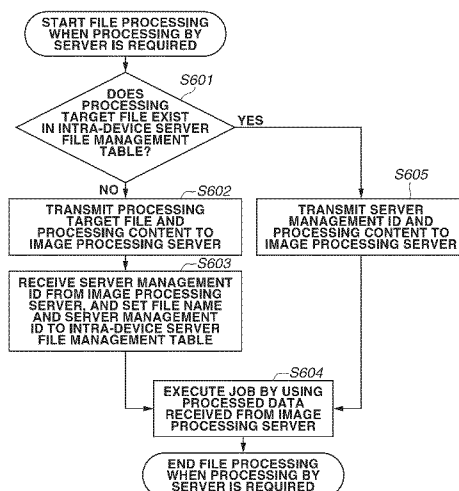 START FILE PROCESSING
WHEN PROCESSING BY
SERVER IS REQUIRED
S601
DOES
PROCESSING
TARGET FILE EXIST
IN INTRA-DEVICE SERVER
FILE MANAGEMENT
TABLE?
YES
NO
S602
TRANSMIT PROCESSING
TARGET FILE AND
PROCESSING CONTENT TO
IMAGE PROCESSING SERVER
S605
TRANSMIT SERVER
MANAGEMENT ID AND
PROCESSING CONTENT TO
IMAGE PROCESSING SERVER
S603
RECEIVE SERVER MANAGEMENT
ID FROM IMAGE PROCESSING
SERVER, AND SET FILE NAME
AND SERVER MANAGEMENT
ID TO INTRA-DEVICE SERVER
FILE MANAGEMENT TABLE
S604
EXECUTE JOB BY USING
PROCESSED DATA
RECEIVED FROM IMAGE
PROCESSING SERVER
END FILE PROCESSING
WHEN PROCESSING BY
SERVER IS REQUIRED